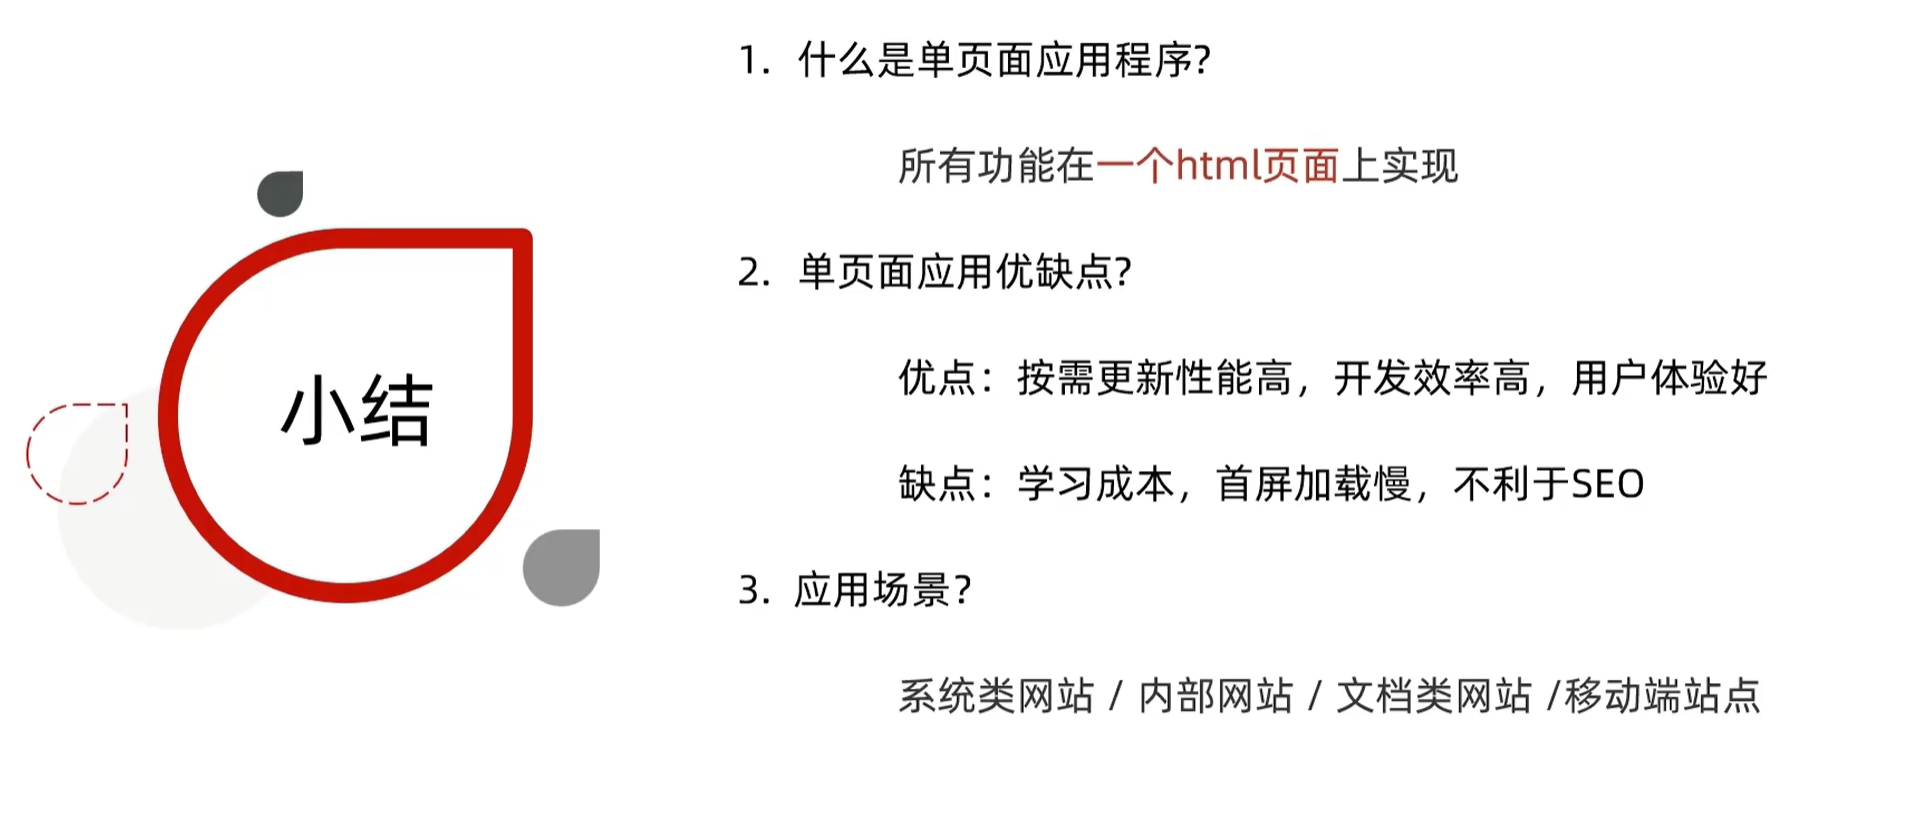 小结
1. 什么是单页面应用程序?
所有功能在一个html页面上实现
2. 单页面应用优缺点?
优点：按需更新性能高，开发效率高，用户体验好
缺点：学习成本，首屏加载慢，不利于SEO
3. 应用场景？
系统类网站 / 内部网站 / 文档类网站 /移动端站点